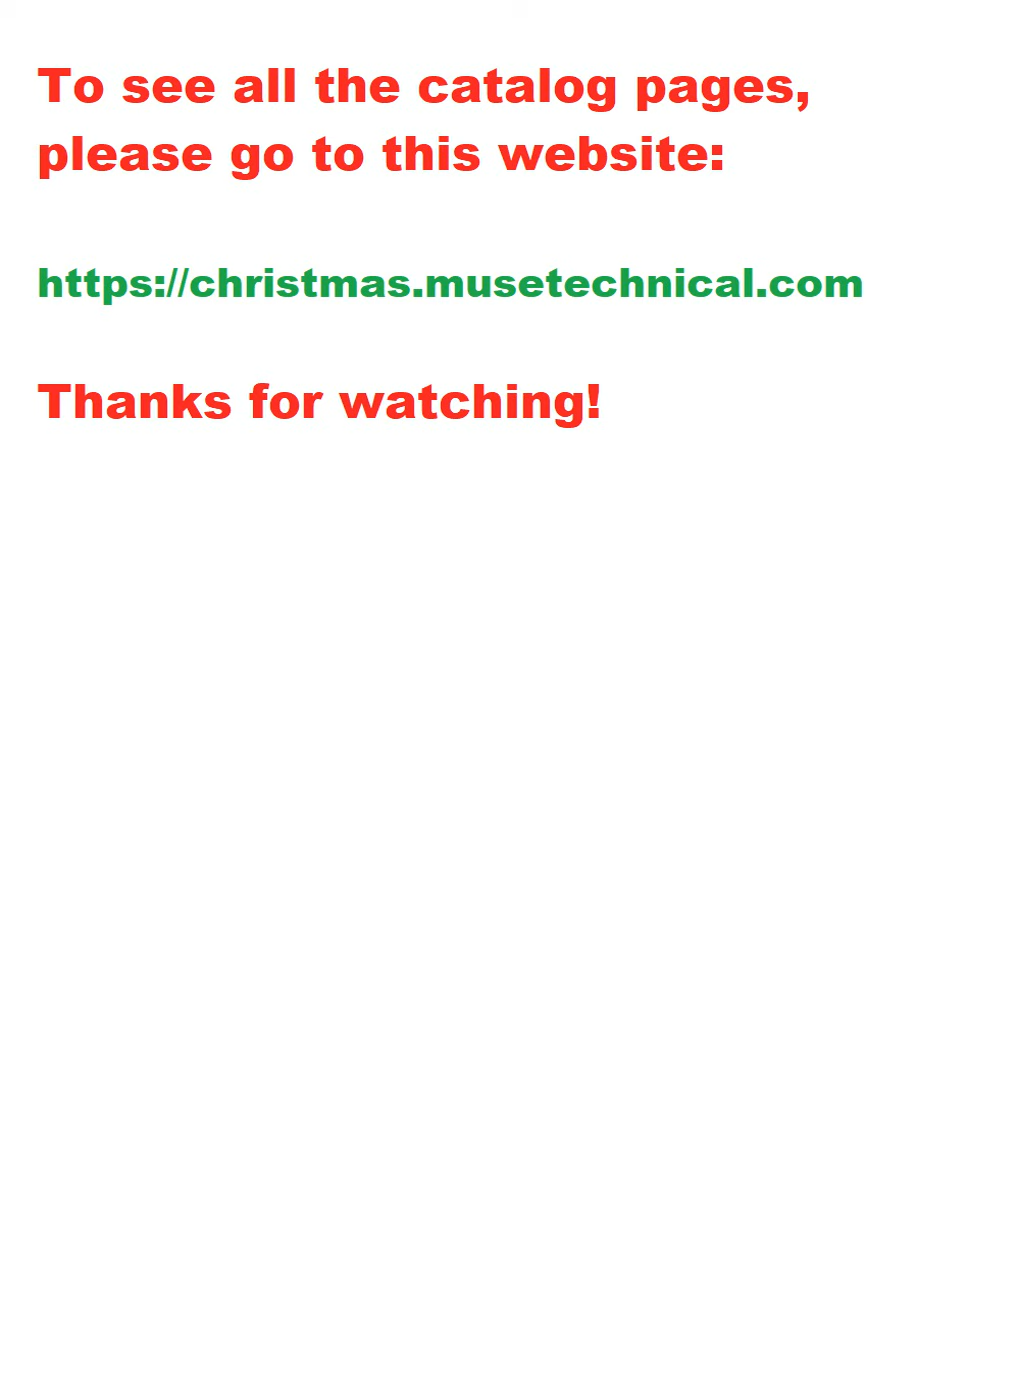 To see all the catalog pages,
please go to this website:
https://christmas.musetechnical.com
Thanks for watching!